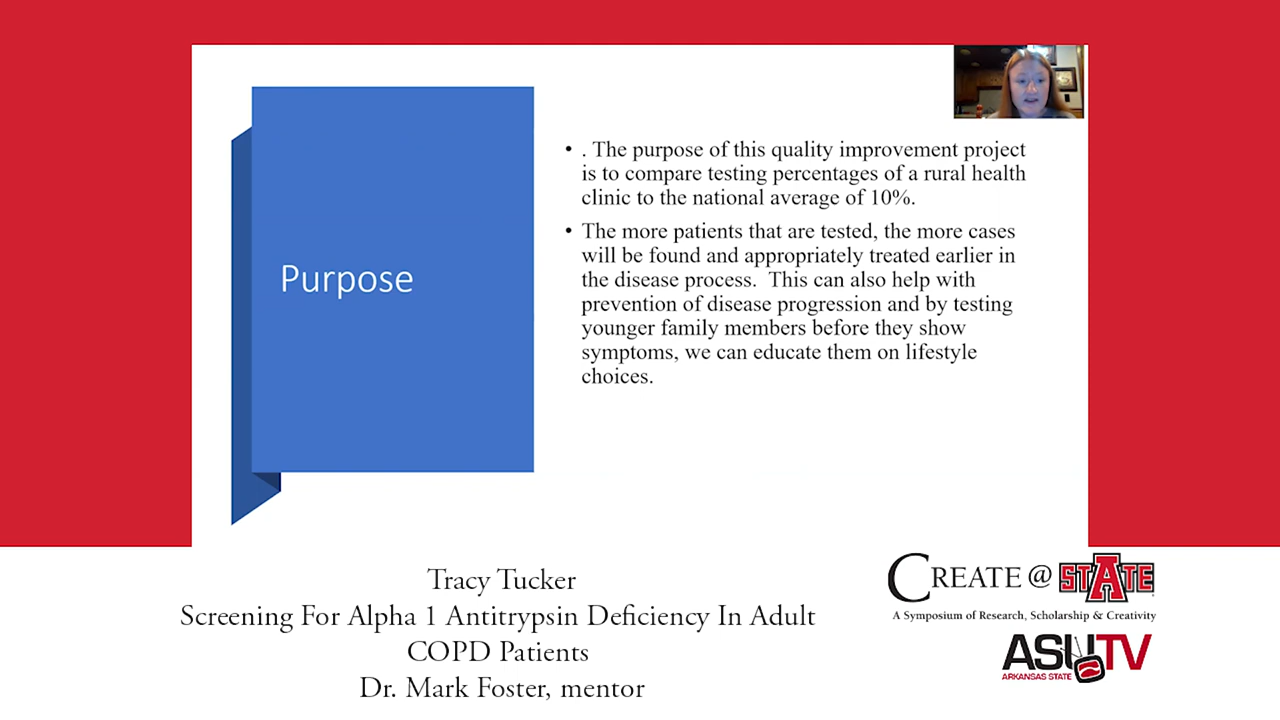 Purpose
• . The purpose of this quality improvement project
is to compare testing percentages of a rural health
clinic to the national average of 10%.
• The more patients that are tested, the more cases
will be found and appropriately treated earlier in
the disease process.  This can also help with
prevention of disease progression and by testing
younger family members before they show
symptoms, we can educate them on lifestyle
choices.
Tracy Tucker
Screening For Alpha 1 Antitrypsin Deficiency In Adult
COPD Patients
Dr. Mark Foster, mentor
CREATE @ STATE
A Symposium of Research, Scholarship & Creativity
ASUTV
ARKANSAS STATE